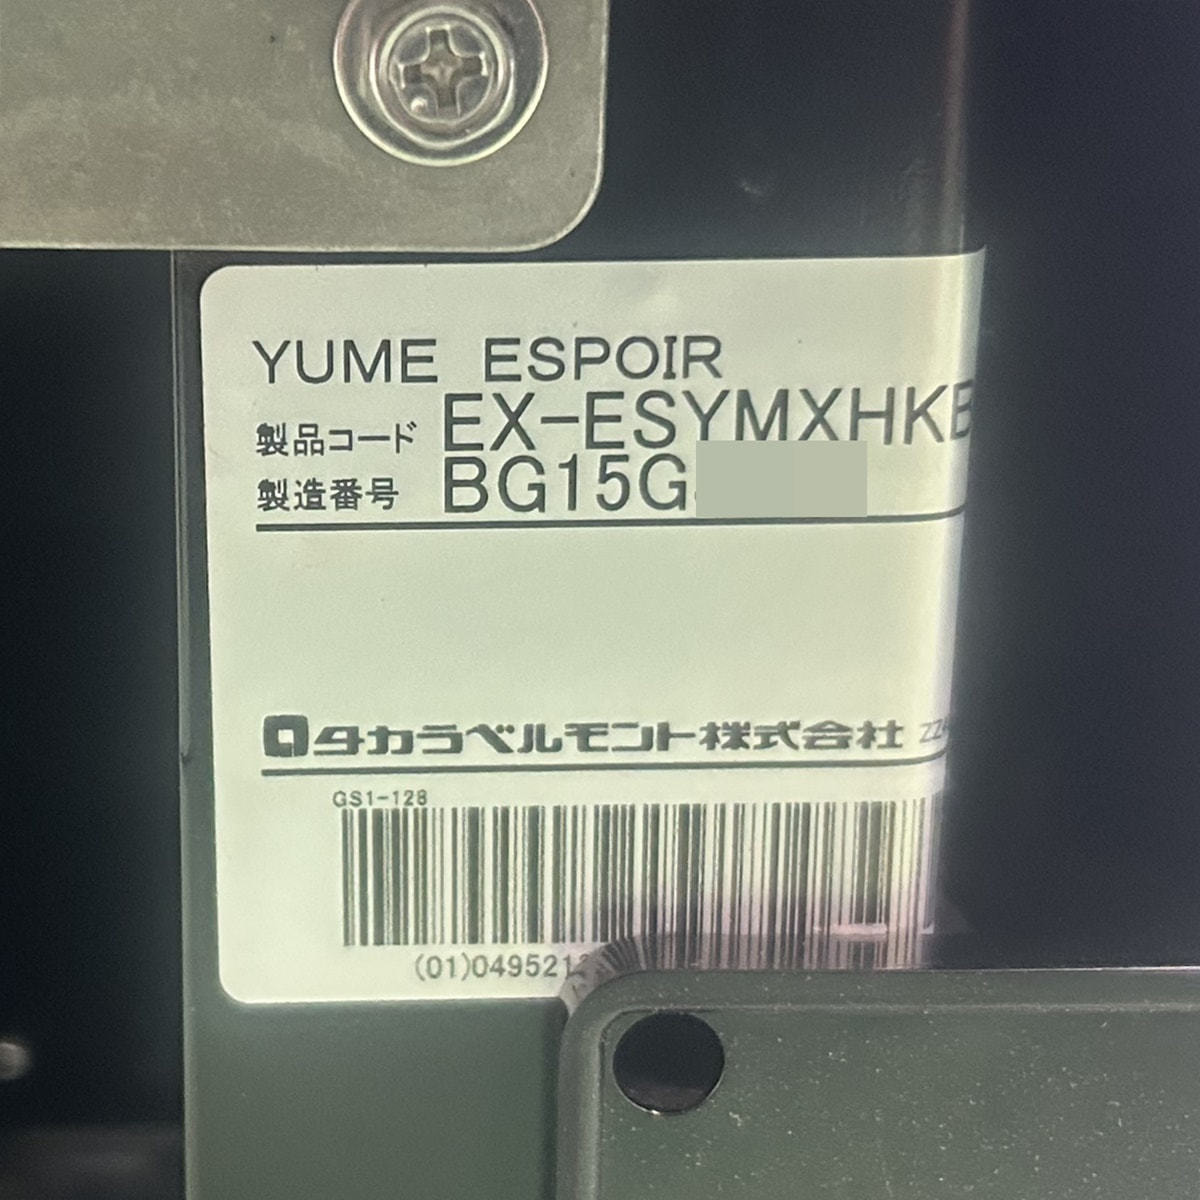 YUME ESPOIR
製品コード EX-ESYMXHKB
製造番号 BG15G
タカラベルモント株式会社
GS1-128
(01)049521